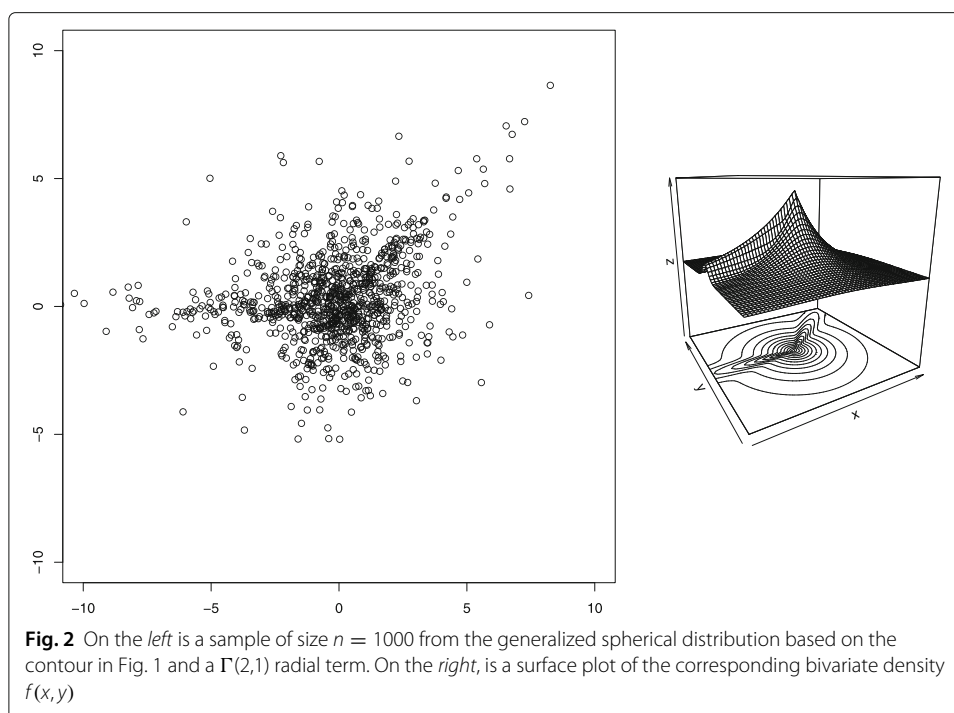 10
5
0
−5
−10
−10
−5
0
5
10
z
y
x
Fig. 2 On the left is a sample of size n = 1000 from the generalized spherical distribution based on the
contour in Fig. 1 and a Γ(2,1) radial term. On the right, is a surface plot of the corresponding bivariate density
f(x, y)